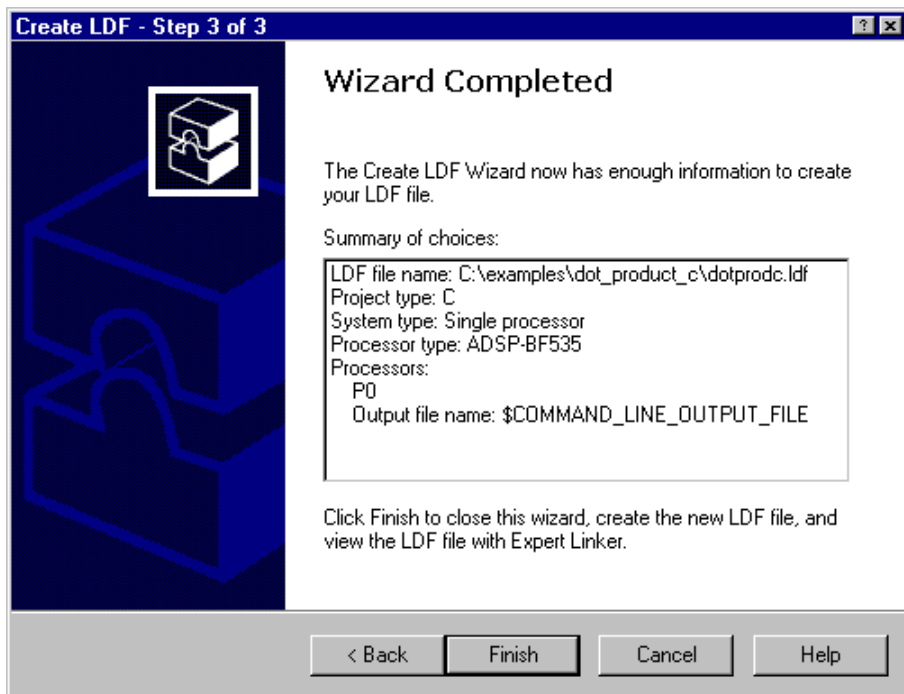 Create LDF - Step 3 of 3
Wizard Completed
The Create LDF Wizard now has enough information to create
your LDF file.
Summary of choices:
LDF file name: C:\examples\dot_product_c\dotprodc.ldf
Project type: C
System type: Single processor
Processor type: ADSP-BF535
Processors:
P0
Output file name: $COMMAND_LINE_OUTPUT_FILE
Click Finish to close this wizard, create the new LDF file, and
view the LDF file with Expert Linker.
< Back Finish Cancel Help